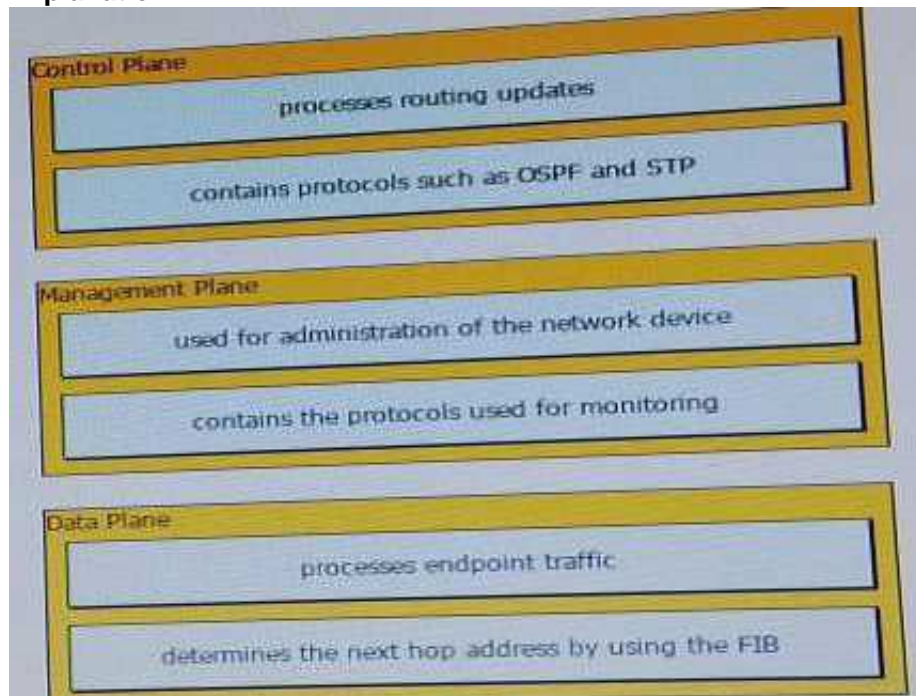 Control Plane
processes routing updates
contains protocols such as OSPF and STP
Management Plane
used for administration of the network device
contains the protocols used for monitoring
Data Plane
processes endpoint traffic
determines the next hop address by using the FIB